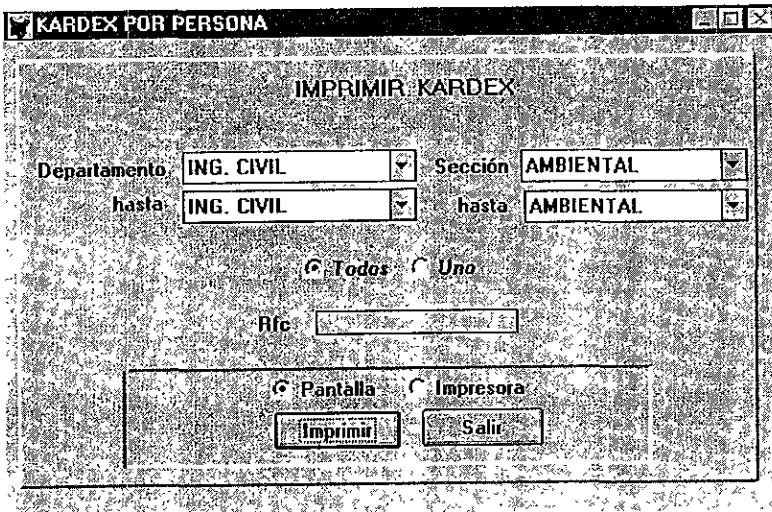 KARDEX POR PERSONA
IMPRIMIR KARDEX
Departamento ING. CIVIL Sección AMBIENTAL
hasta ING. CIVIL hasta AMBIENTAL
Todos Uno
Rfc
Pantalla Impresora
Imprimir Salir